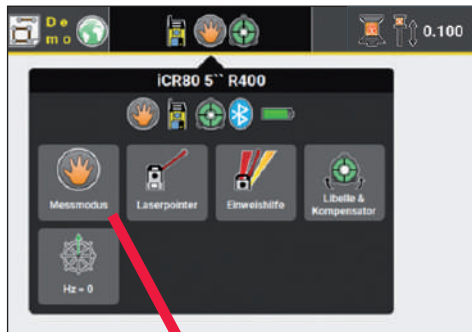 De
mo
0.100
iCR80 5`` R400
Messmodus
Laserpointer
Einweishilfe
Libelle &
Kompensator
Hz = 0